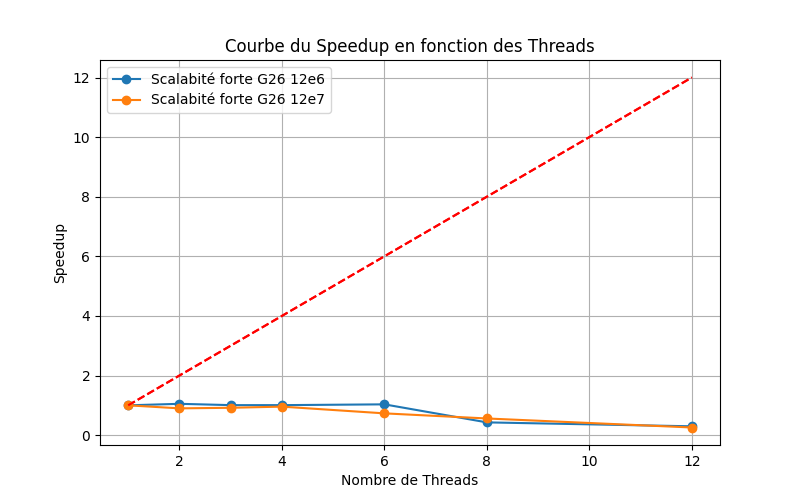 Courbe du Speedup en fonction des Threads
Scalabité forte G26 12e6
Scalabité forte G26 12e7
12
10
8
6
4
2
0
Speedup
2 4 6 8 10 12
Nombre de Threads